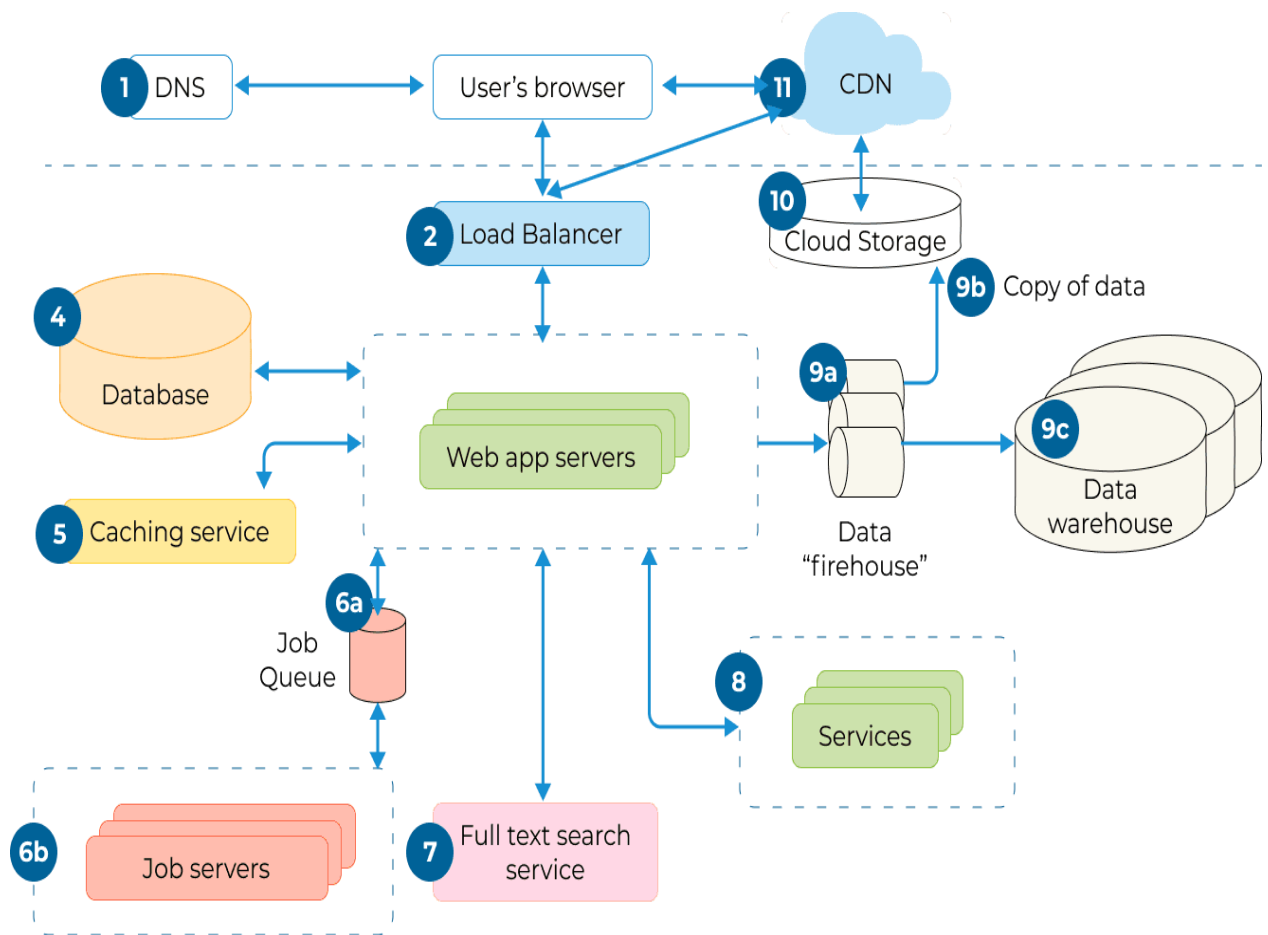 1 DNS
User's browser
11 CDN
10
Cloud Storage
2 Load Balancer
9b Copy of data
4
Database
9a
9c
Web app servers
Data
warehouse
5 Caching service
Data
“firehouse”
6a
Job
Queue
8
Services
6b
Job servers
7
Full text search
service